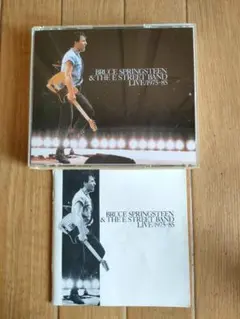 BRUCE SPRINGSTEEN
& THE E STREET BAND
LIVE/1975-85
BRUCE SPRINGSTEEN
& THE E STREET BAND
LIVE/1975-85